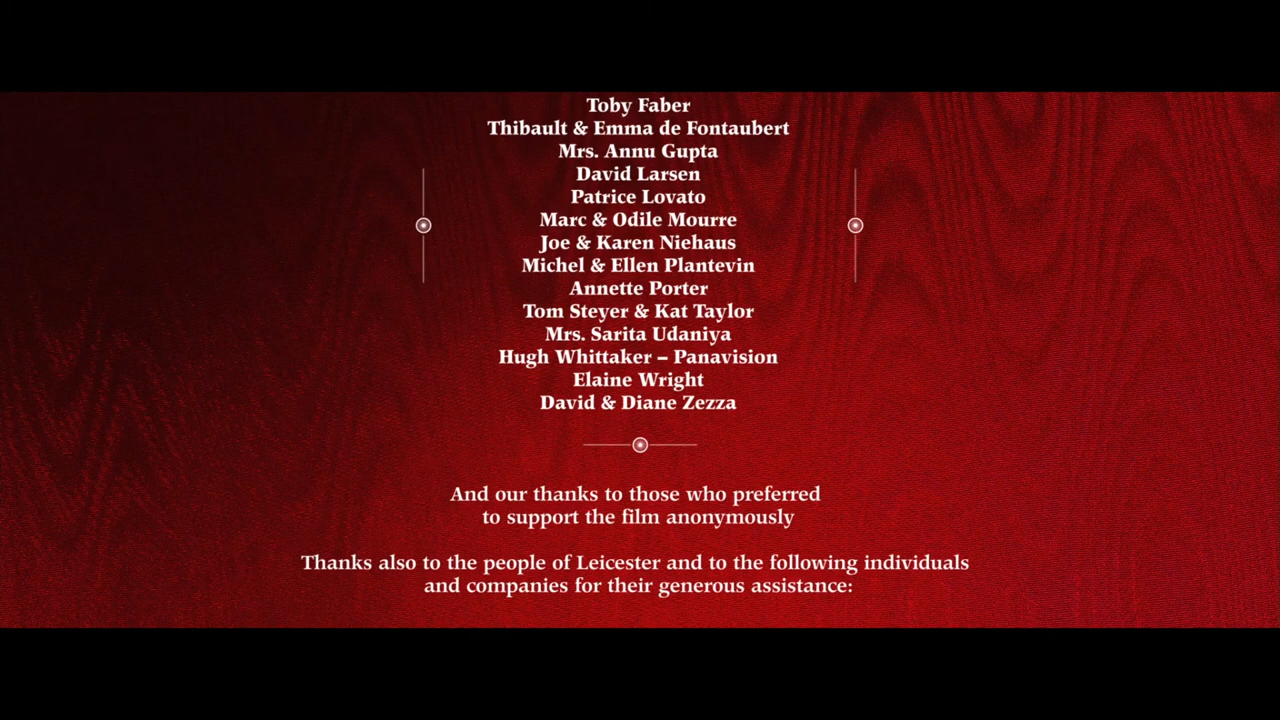 Toby Faber
Thibault & Emma de Fontaubert
Mrs. Annu Gupta
David Larsen
Patrice Lovato
Marc & Odile Mourre
Joe & Karen Niehaus
Michel & Ellen Plantevin
Annette Porter
Tom Steyer & Kat Taylor
Mrs. Sarita Udaniya
Hugh Whittaker – Panavision
Elaine Wright
David & Diane Zezza
And our thanks to those who preferred
to support the film anonymously
Thanks also to the people of Leicester and to the following individuals
and companies for their generous assistance: